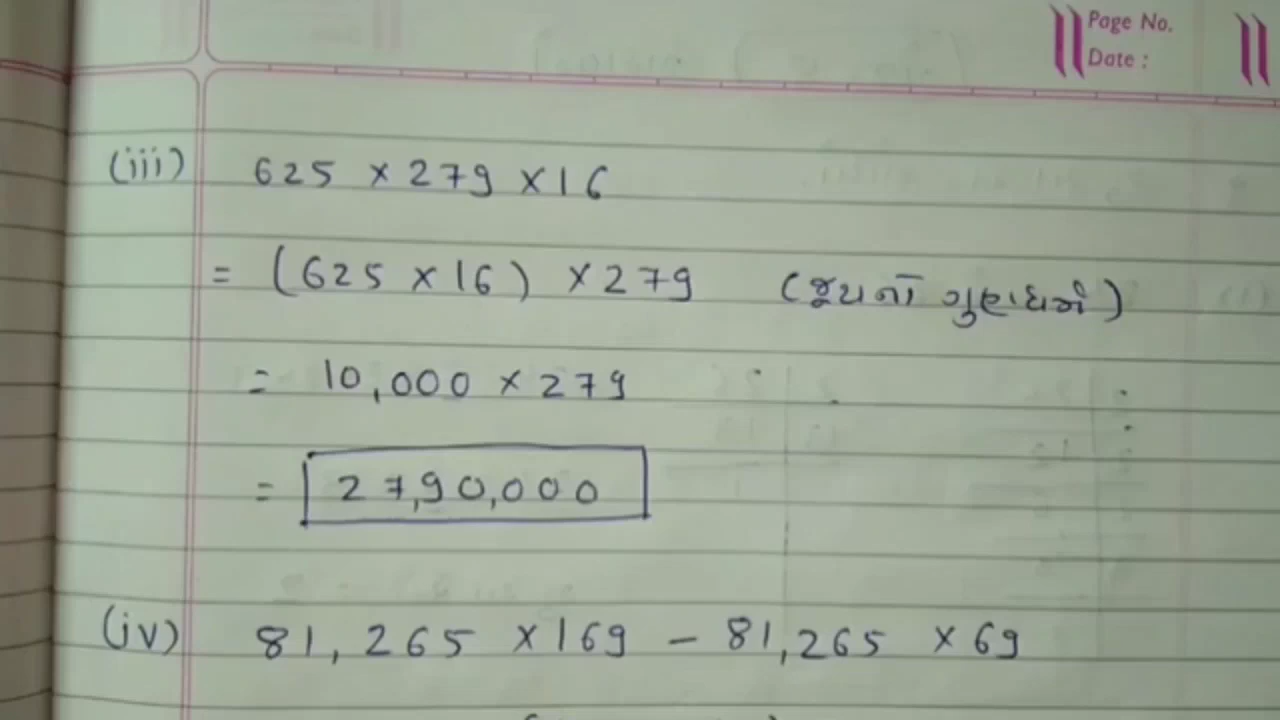 Page No.
Date :
(iii) 625 × 279 × 16
= (625 × 16) × 279 (જૂથનો ગુણધર્મ)
= 10,000 × 279
= 27,90,000
(iv) 81,265 × 169 − 81,265 × 69